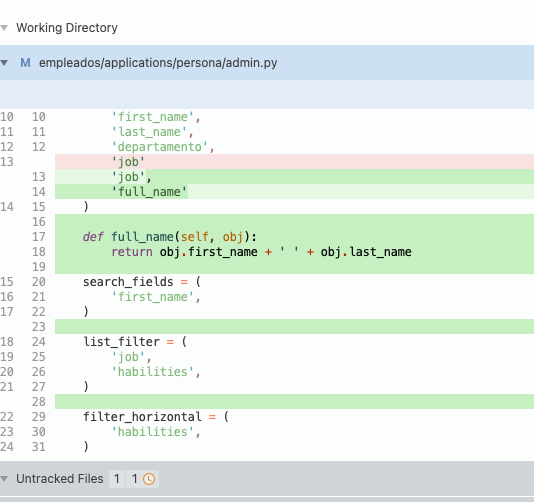 Working Directory
M empleados/applications/persona/admin.py
10 10 'first_name',
11 11 'last_name',
12 12 'departamento',
13 'job'
13 'job',
14 'full_name'
14 15 )
16
17 def full_name(self, obj):
18 return obj.first_name + ' ' + obj.last_name
19
15 20 search_fields = (
16 21 'first_name',
17 22 )
23
18 24 list_filter = (
19 25 'job',
20 26 'habilities',
21 27 )
28
22 29 filter_horizontal = (
23 30 'habilities',
24 31 )
Untracked Files 1 1